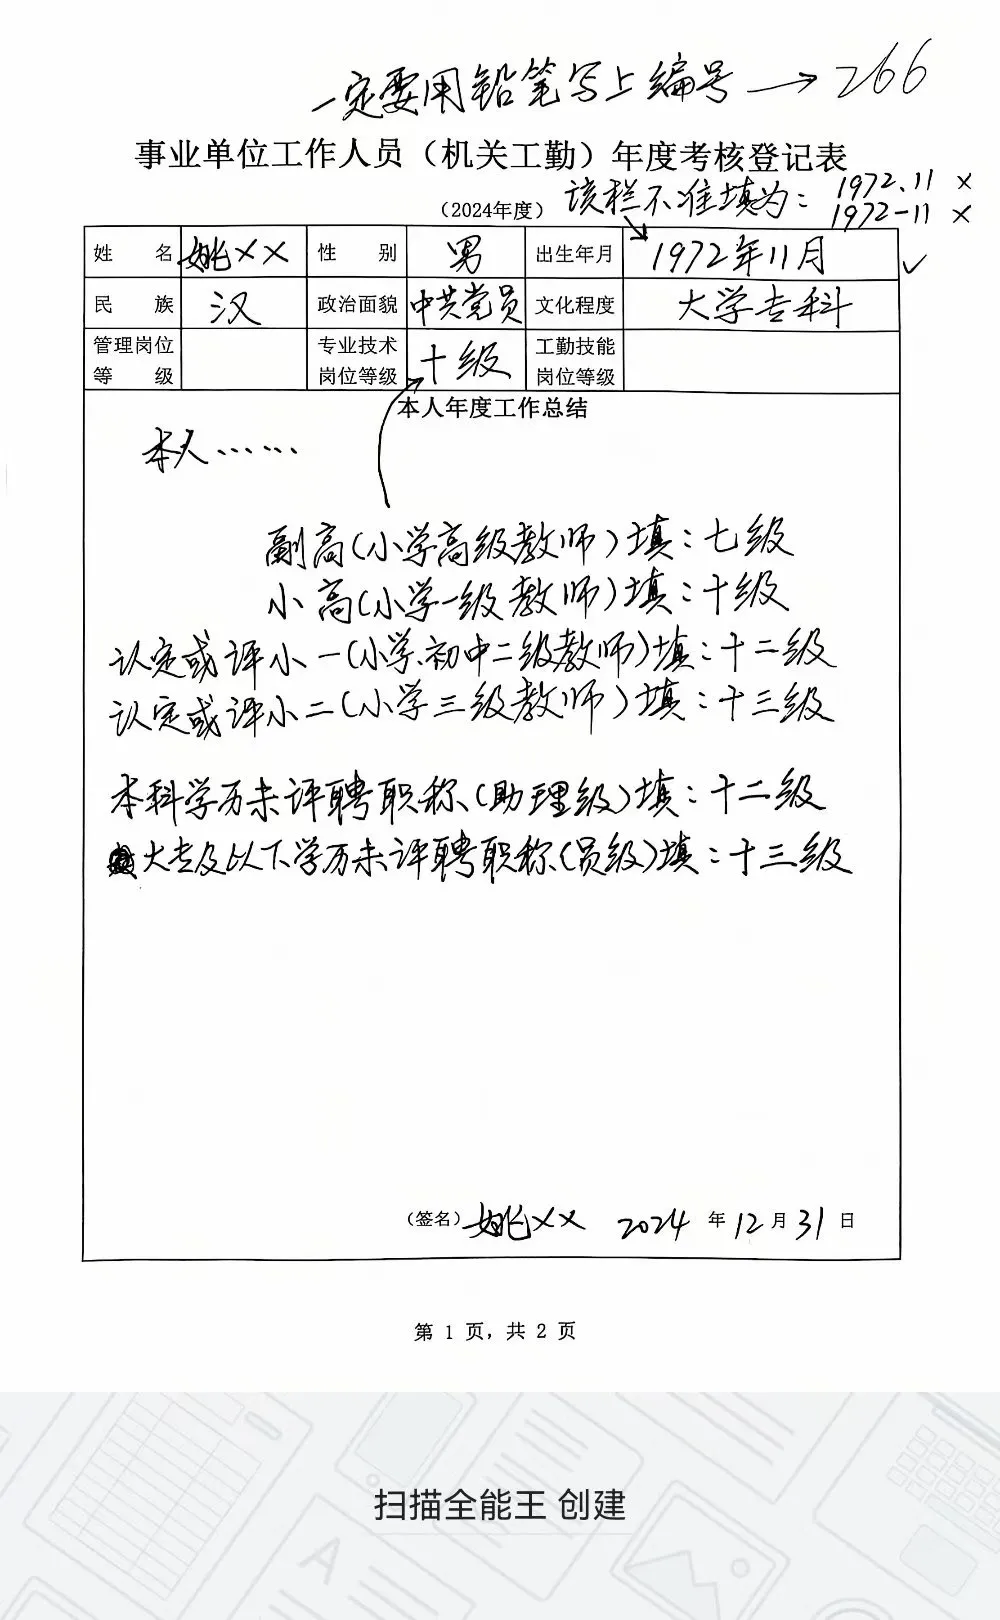 一定要用铅笔写上编号→266
事业单位工作人员（机关工勤）年度考核登记表
（2024年度）
该栏不准填为：1972.11 ×
1972-11 ×
姓 名 姚×× 性 别 男 出生年月 1972年11月 ✓
民 族 汉 政治面貌 中共党员 文化程度 大学专科
管理岗位等 级 专业技术岗位等级 十级 工勤技能岗位等级
本人年度工作总结
本人……
副高(小学高级教师)填：七级
小高(小学一级教师)填：十级
认定或评小一(小学、初中二级教师)填：十二级
认定或评小二(小学三级教师)填：十三级
本科学历未评聘职称(助理级)填：十二级
大专及以下学历未评聘职称(员级)填：十三级
（签名）姚×× 2024 年 12 月 31 日
第 1 页，共 2 页
扫描全能王 创建